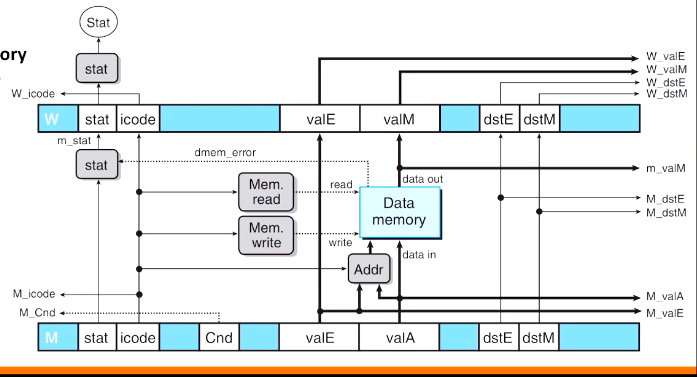 Stat
ory
stat
W_valE
W_valM
W_dstE
W_dstM
W_icode
W stat icode valE valM dstE dstM
m_stat
stat
dmem_error
data out
m_valM
Mem. read
read
Data memory
M_dstE
M_dstM
Mem. write
write
data in
Addr
M_icode
M_Cnd
M_valA
M_valE
M stat icode Cnd valE valA dstE dstM